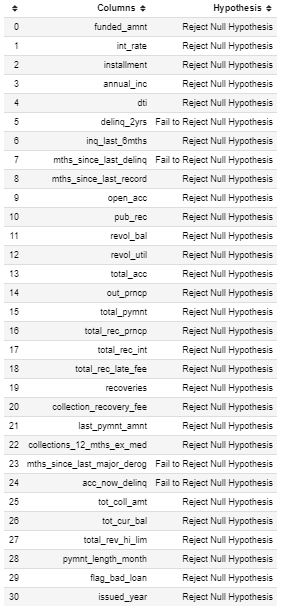 Columns Hypothesis
0 funded_amnt Reject Null Hypothesis
1 int_rate Reject Null Hypothesis
2 installment Reject Null Hypothesis
3 annual_inc Reject Null Hypothesis
4 dti Reject Null Hypothesis
5 delinq_2yrs Fail to Reject Null Hypothesis
6 inq_last_6mths Reject Null Hypothesis
7 mths_since_last_delinq Fail to Reject Null Hypothesis
8 mths_since_last_record Reject Null Hypothesis
9 open_acc Reject Null Hypothesis
10 pub_rec Reject Null Hypothesis
11 revol_bal Reject Null Hypothesis
12 revol_util Reject Null Hypothesis
13 total_acc Reject Null Hypothesis
14 out_prncp Reject Null Hypothesis
15 total_pymnt Reject Null Hypothesis
16 total_rec_prncp Reject Null Hypothesis
17 total_rec_int Reject Null Hypothesis
18 total_rec_late_fee Reject Null Hypothesis
19 recoveries Reject Null Hypothesis
20 collection_recovery_fee Reject Null Hypothesis
21 last_pymnt_amnt Reject Null Hypothesis
22 collections_12_mths_ex_med Reject Null Hypothesis
23 mths_since_last_major_derog Fail to Reject Null Hypothesis
24 acc_now_delinq Fail to Reject Null Hypothesis
25 tot_coll_amt Reject Null Hypothesis
26 tot_cur_bal Reject Null Hypothesis
27 total_rev_hi_lim Reject Null Hypothesis
28 pymnt_length_month Reject Null Hypothesis
29 flag_bad_loan Reject Null Hypothesis
30 issued_year Reject Null Hypothesis